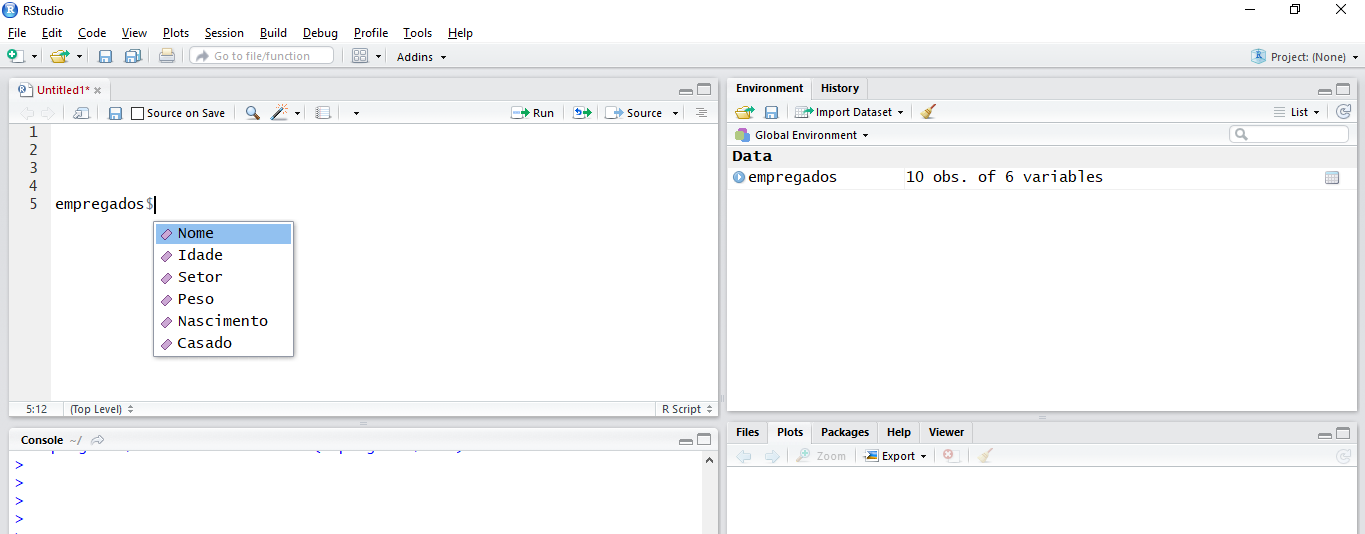 RStudio
File Edit Code View Plots Session Build Debug Profile Tools Help
Go to file/function Addins Project: (None)
Untitled1*
Source on Save Run Source
1
2
3
4
5 empregados$
Nome
Idade
Setor
Peso
Nascimento
Casado
5:12 (Top Level) R Script
Console ~/
>
>
>
>
Environment History
Import Dataset List
Global Environment
Data
empregados 10 obs. of 6 variables
Files Plots Packages Help Viewer
Zoom Export